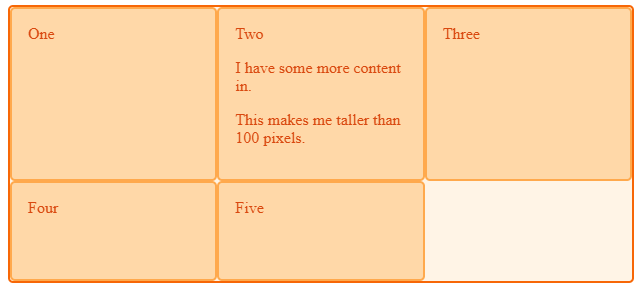 One
Two
I have some more content
in.
This makes me taller than
100 pixels.
Three
Four
Five